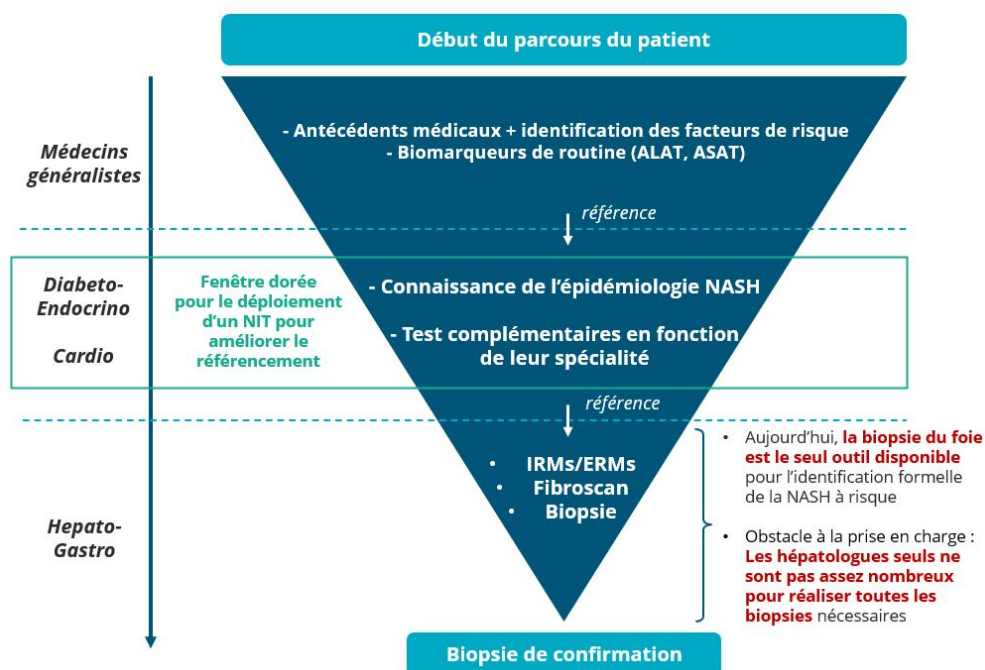 Début du parcours du patient
Médecins
généralistes
- Antécédents médicaux + identification des facteurs de risque
- Biomarqueurs de routine (ALAT, ASAT)
référence
Diabeto-
Endocrino
Cardio
Fenêtre dorée
pour le déploiement
d'un NIT pour
améliorer le
référencement
- Connaissance de l'épidémiologie NASH
- Test complémentaires en fonction
de leur spécialité
référence
Hepato-
Gastro
• IRMs/ERMs
• Fibroscan
• Biopsie
• Aujourd'hui, la biopsie du foie
est le seul outil disponible
pour l'identification formelle
de la NASH à risque
• Obstacle à la prise en charge :
Les hépatologues seuls ne
sont pas assez nombreux
pour réaliser toutes les
biopsies nécessaires
Biopsie de confirmation